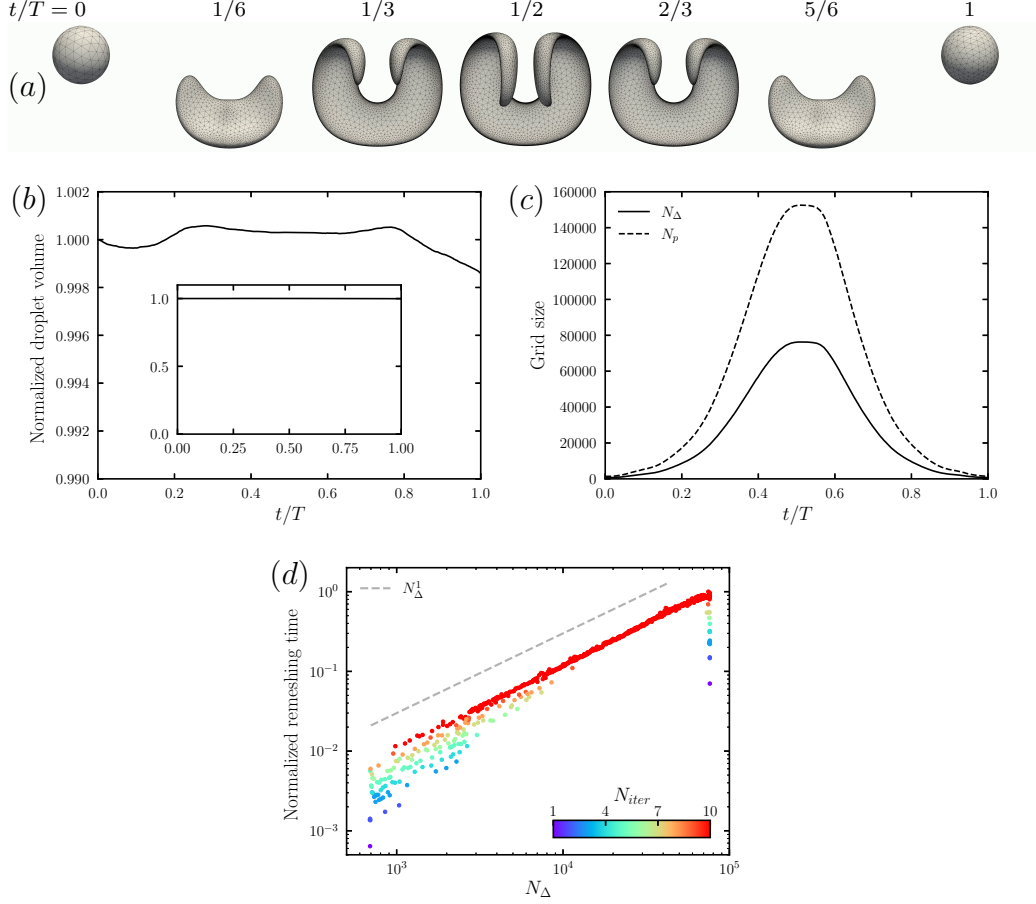 t/T = 0 1/6 1/3 1/2 2/3 5/6 1
(a)
(b)
Normalized droplet volume
1.002
1.000
0.998
0.996
0.994
0.992
0.990
0.0 0.2 0.4 0.6 0.8 1.0
t/T
1.0
0.5
0.0
0.00 0.25 0.50 0.75 1.00
(c)
Grid size
160000
140000
120000
100000
80000
60000
40000
20000
0
0.0 0.2 0.4 0.6 0.8 1.0
t/T
N_Δ
N_p
(d)
Normalized remeshing time
10^0
10^{-1}
10^{-2}
10^{-3}
10^3 10^4 10^5
N_Δ
N_Δ^1
N_{iter}
1 4 7 10